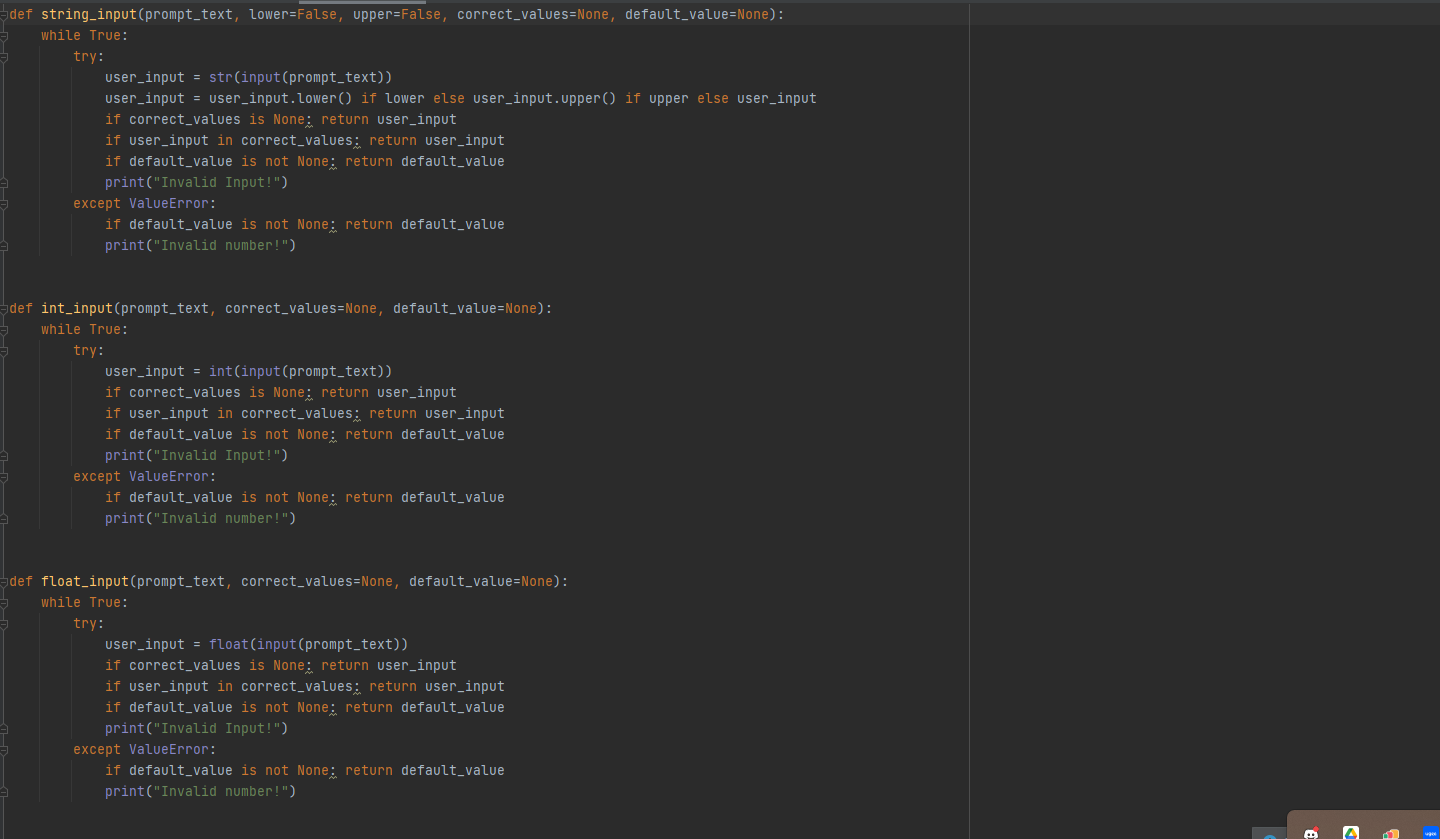 def string_input(prompt_text, lower=False, upper=False, correct_values=None, default_value=None):
    while True:
        try:
            user_input = str(input(prompt_text))
            user_input = user_input.lower() if lower else user_input.upper() if upper else user_input
            if correct_values is None: return user_input
            if user_input in correct_values: return user_input
            if default_value is not None: return default_value
            print("Invalid Input!")
        except ValueError:
            if default_value is not None: return default_value
            print("Invalid number!")
def int_input(prompt_text, correct_values=None, default_value=None):
    while True:
        try:
            user_input = int(input(prompt_text))
            if correct_values is None: return user_input
            if user_input in correct_values: return user_input
            if default_value is not None: return default_value
            print("Invalid Input!")
        except ValueError:
            if default_value is not None: return default_value
            print("Invalid number!")
def float_input(prompt_text, correct_values=None, default_value=None):
    while True:
        try:
            user_input = float(input(prompt_text))
            if correct_values is None: return user_input
            if user_input in correct_values: return user_input
            if default_value is not None: return default_value
            print("Invalid Input!")
        except ValueError:
            if default_value is not None: return default_value
            print("Invalid number!")